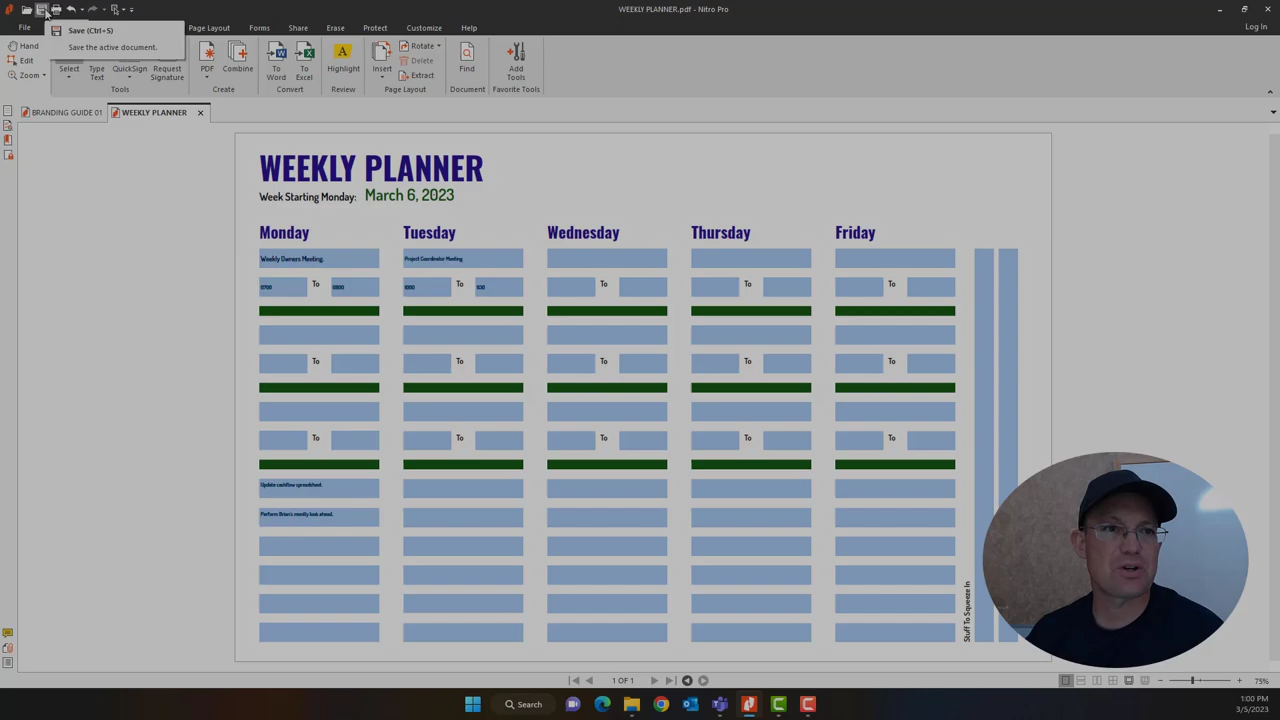 WEEKLY PLANNER.pdf - Nitro Pro
Save (Ctrl+S)
Save the active document.
File
Page Layout
Forms
Share
eSign
Protect
Customize
Help
Log In
Hand
Edit
Zoom
Select
Type Text
QuickSign
Request Signature
Tools
PDF
Combine
Create
To Word
To Excel
Convert
Highlight
Review
Insert
Rotate
Delete
Extract
Page Layout
Find
Document
Add Tools
Favorite Tools
BRANDING GUIDE 01
WEEKLY PLANNER
WEEKLY PLANNER
Week Starting Monday: March 6, 2023
Monday Tuesday Wednesday Thursday Friday
Weekly Owners Meeting. Project Coordinator Meeting
0700 To 0800 1000 To 1130 To To To
To To To To To
To To To To To
Update cashflow spreadsheet.
Perform Brian's weekly look ahead.
Stuff To Squeeze In
1 OF 1
75%
Search
1:00 PM
3/5/2023